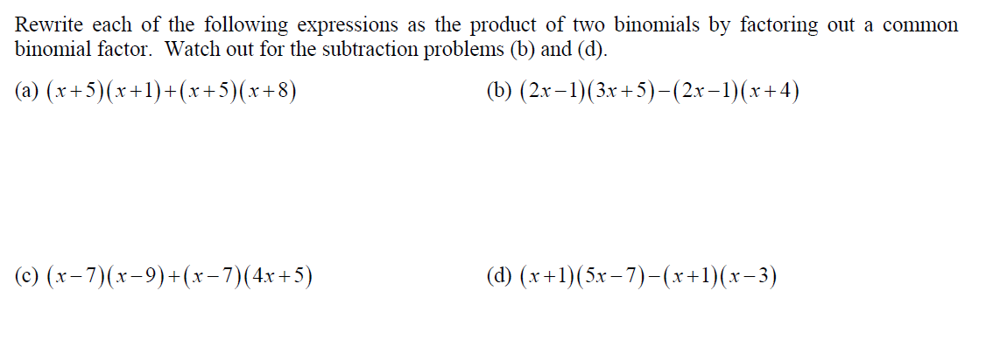 Rewrite each of the following expressions as the product of two binomials by factoring out a common
binomial factor.  Watch out for the subtraction problems (b) and (d).
(a) (x+5)(x+1)+(x+5)(x+8)
(b) (2x−1)(3x+5)−(2x−1)(x+4)
(c) (x−7)(x−9)+(x−7)(4x+5)
(d) (x+1)(5x−7)−(x+1)(x−3)